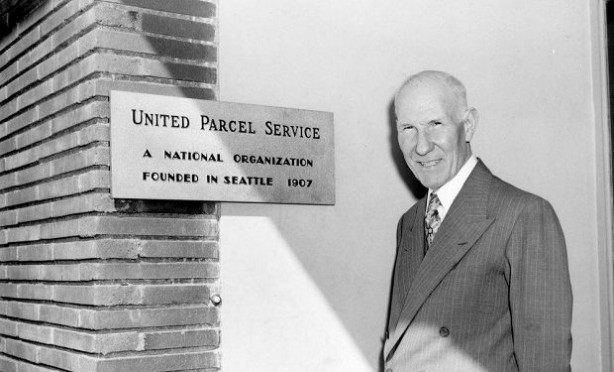 UNITED PARCEL SERVICE
A NATIONAL ORGANIZATION
FOUNDED IN SEATTLE 1907